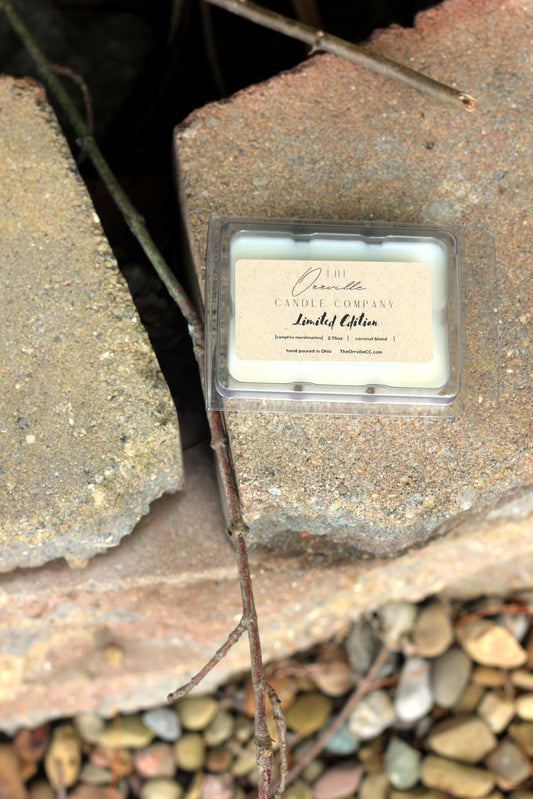 THE
Orrville
CANDLE COMPANY
Limited Edition
|campfire marshmallow| 2.75oz | coconut blend |
hand-poured in Ohio TheOrrvilleCC.com